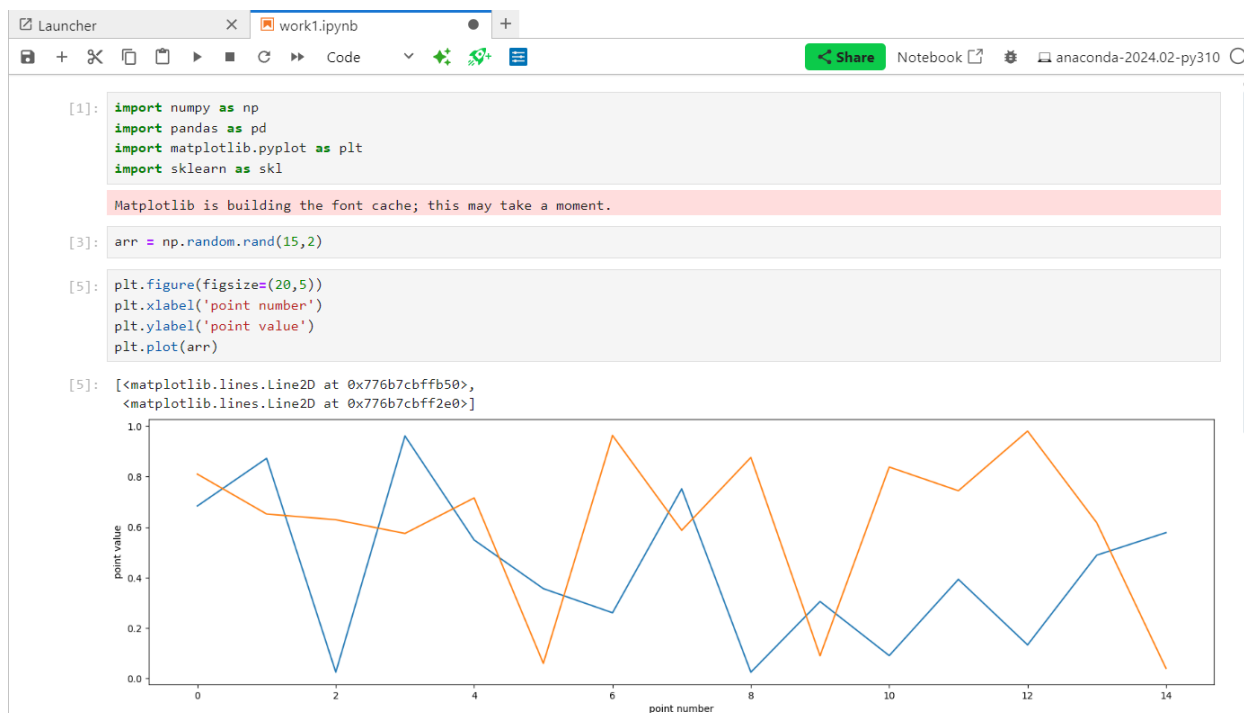 Launcher
work1.ipynb
Code
Share
Notebook
anaconda-2024.02-py310
[1]:
import numpy as np
import pandas as pd
import matplotlib.pyplot as plt
import sklearn as skl
Matplotlib is building the font cache; this may take a moment.
[3]:
arr = np.random.rand(15,2)
[5]:
plt.figure(figsize=(20,5))
plt.xlabel('point number')
plt.ylabel('point value')
plt.plot(arr)
[5]:
[<matplotlib.lines.Line2D at 0x776b7cbffb50>,
<matplotlib.lines.Line2D at 0x776b7cbff2e0>]
1.0
0.8
0.6
0.4
0.2
0.0
point value
0 2 4 6 8 10 12 14
point number